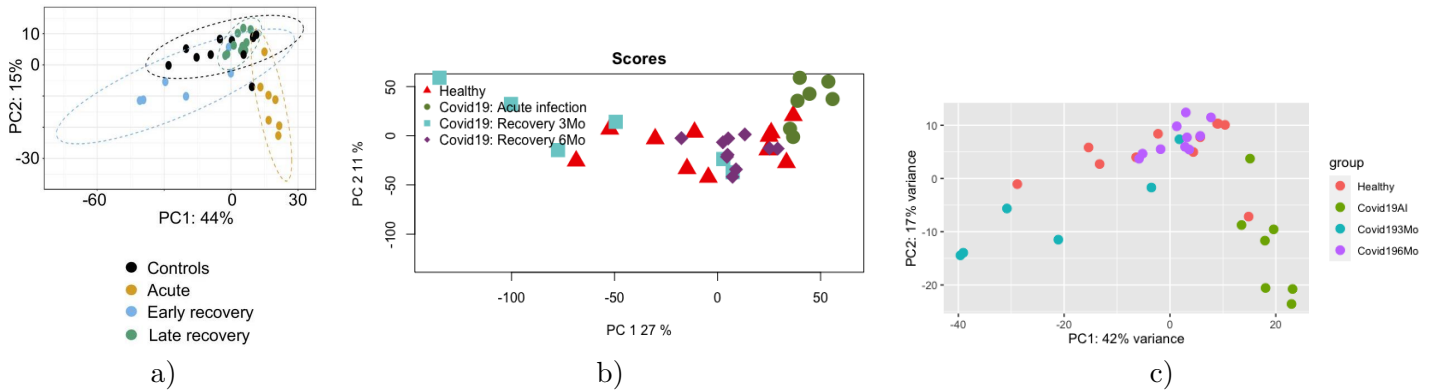 10
0
-30
PC2: 15%
-60
0
30
PC1: 44%
Controls
Acute
Early recovery
Late recovery
a)
Scores
50
0
-50
-100
PC 2 11 %
Healthy
Covid19: Acute infection
Covid19: Recovery 3Mo
Covid19: Recovery 6Mo
-100
-50
0
50
PC 1 27 %
b)
10
0
-10
-20
PC2: 17% variance
-40
-20
0
20
PC1: 42% variance
group
Healthy
Covid19AI
Covid193Mo
Covid196Mo
c)